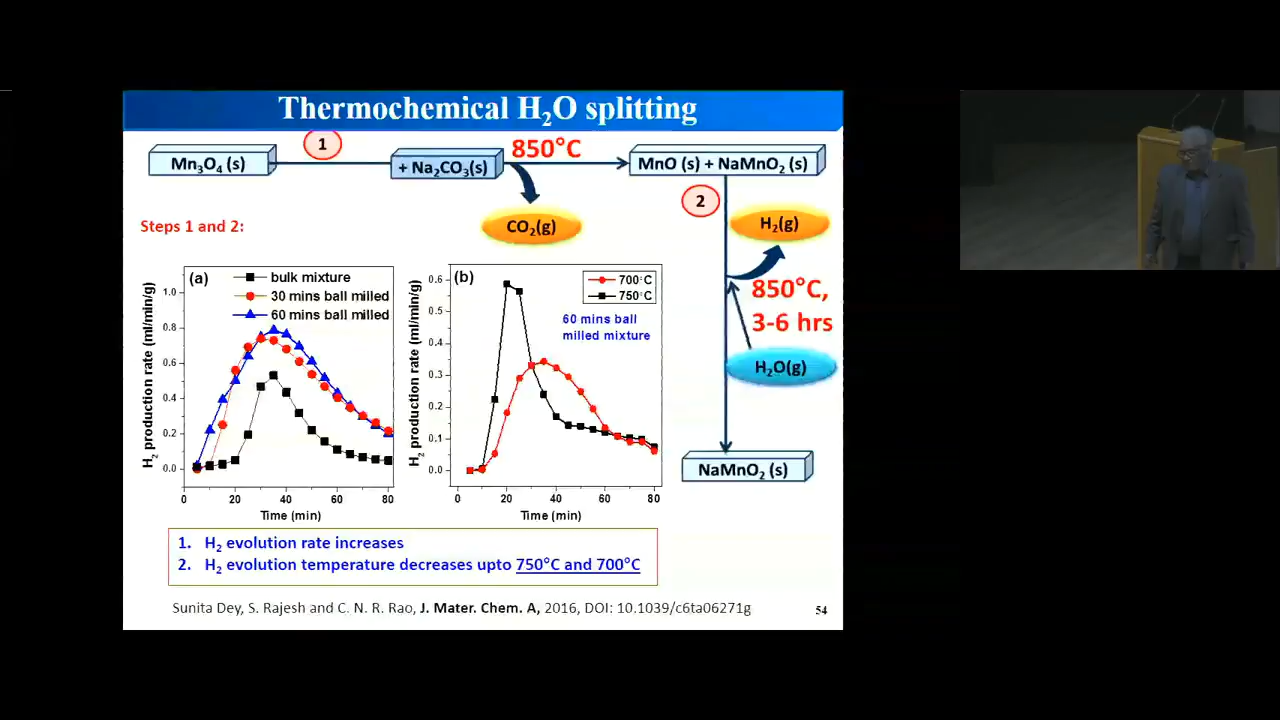 Thermochemical H₂O splitting
1
850°C
Mn₃O₄ (s)
+ Na₂CO₃(s)
MnO (s) + NaMnO₂ (s)
2
Steps 1 and 2:
CO₂(g)
H₂(g)
850°C,
3-6 hrs
H₂O(g)
NaMnO₂ (s)
(a)
bulk mixture
30 mins ball milled
60 mins ball milled
H₂ production rate (ml/min/g)
1.0
0.8
0.6
0.4
0.2
0.0
0 20 40 60 80
Time (min)
(b)
700°C
750°C
60 mins ball
milled mixture
H₂ production rate (ml/min/g)
0.6
0.5
0.4
0.3
0.2
0.1
0.0
0 20 40 60 80
Time (min)
1. H₂ evolution rate increases
2. H₂ evolution temperature decreases upto 750°C and 700°C
Sunita Dey, S. Rajesh and C. N. R. Rao, J. Mater. Chem. A, 2016, DOI: 10.1039/c6ta06271g
54